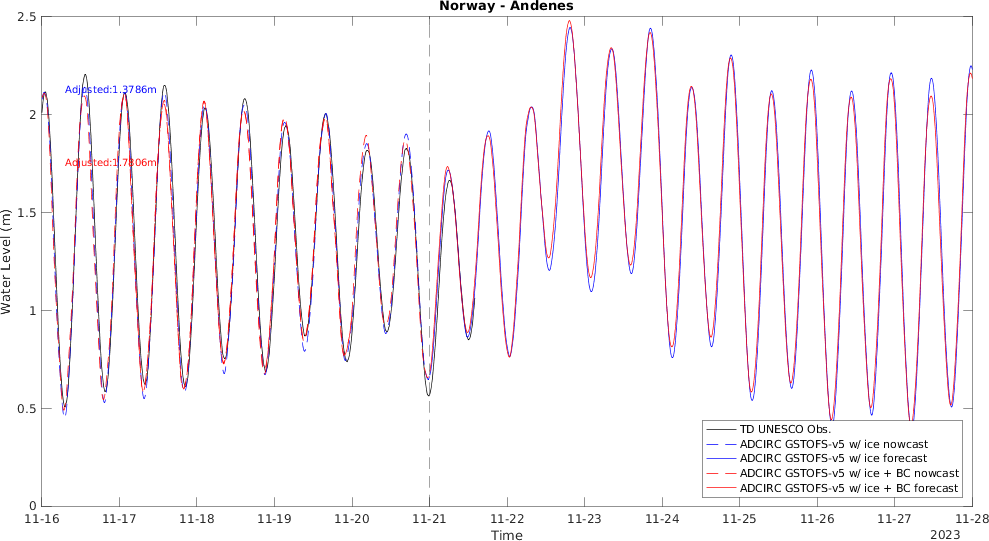 Norway - Andenes
2.5
2
1.5
1
0.5
0
Water Level (m)
Adjusted:1.3786m
Adjusted:1.7806m
TD UNESCO Obs.
ADCIRC GSTOFS-v5 w/ ice nowcast
ADCIRC GSTOFS-v5 w/ ice forecast
ADCIRC GSTOFS-v5 w/ ice + BC nowcast
ADCIRC GSTOFS-v5 w/ ice + BC forecast
11-16 11-17 11-18 11-19 11-20 11-21 11-22 11-23 11-24 11-25 11-26 11-27 11-28
Time
2023